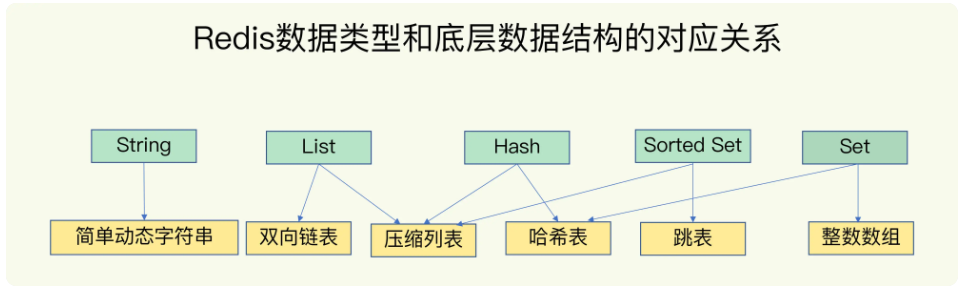 Redis数据类型和底层数据结构的对应关系
String
List
Hash
Sorted Set
Set
简单动态字符串
双向链表
压缩列表
哈希表
跳表
整数数组